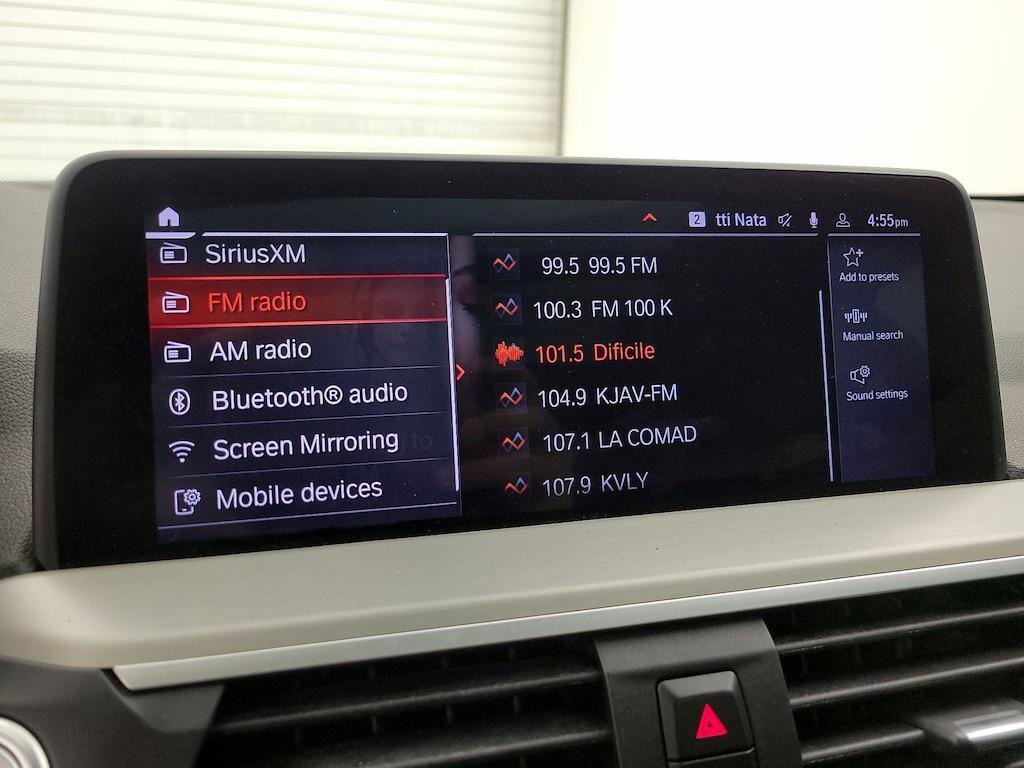 2 tti Nata 4:55pm
SiriusXM
FM radio
AM radio
Bluetooth® audio
Screen Mirroring
Mobile devices
99.5 99.5 FM
100.3 FM 100 K
101.5 Dificile
104.9 KJAV-FM
107.1 LA COMAD
107.9 KVLY
Add to presets
Manual search
Sound settings